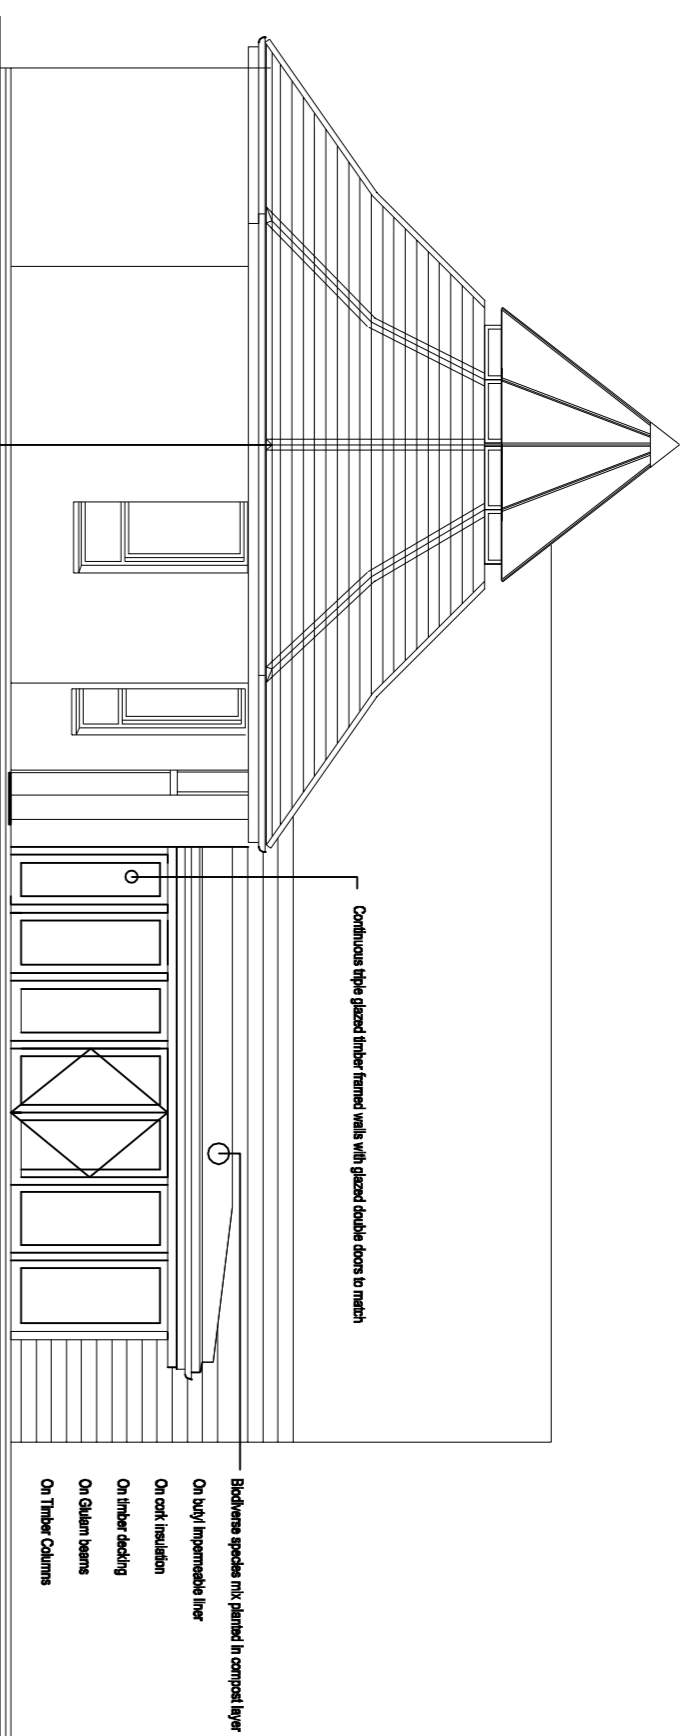 Continuous triple glazed timber framed walls with glazed double doors to match
Biodiverse species mix planted in compost layer
On butyl impermeable liner
On cork insulation
On timber decking
On Glulam beams
On Timber Columns